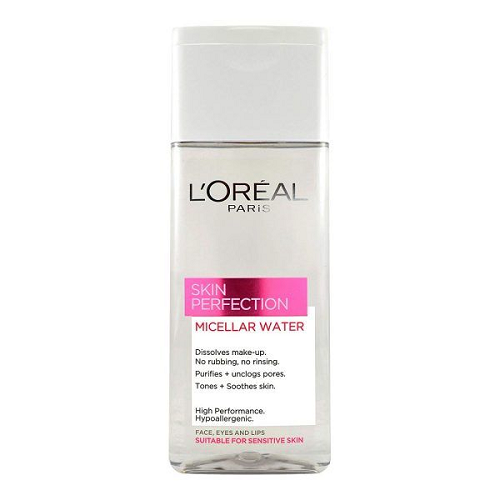 L'ORÉAL
PARiS
SKIN
PERFECTION
MICELLAR WATER
Dissolves make-up.
No rubbing, no rinsing.
Purifies + unclogs pores.
Tones + Soothes skin.
High Performance.
Hypoallergenic.
FACE, EYES AND LIPS
SUITABLE FOR SENSITIVE SKIN